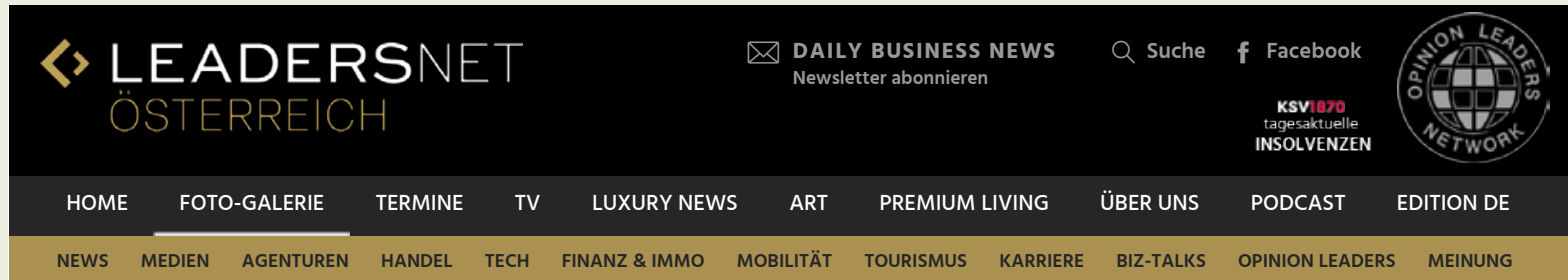 LEADERSNET
ÖSTERREICH
DAILY BUSINESS NEWS
Newsletter abonnieren
Suche
Facebook
KSV1870
tagesaktuelle
INSOLVENZEN
OPINION LEADERS
NETWORK
HOME FOTO-GALERIE TERMINE TV LUXURY NEWS ART PREMIUM LIVING ÜBER UNS PODCAST EDITION DE
NEWS MEDIEN AGENTUREN HANDEL TECH FINANZ & IMMO MOBILITÄT TOURISMUS KARRIERE BIZ-TALKS OPINION LEADERS MEINUNG